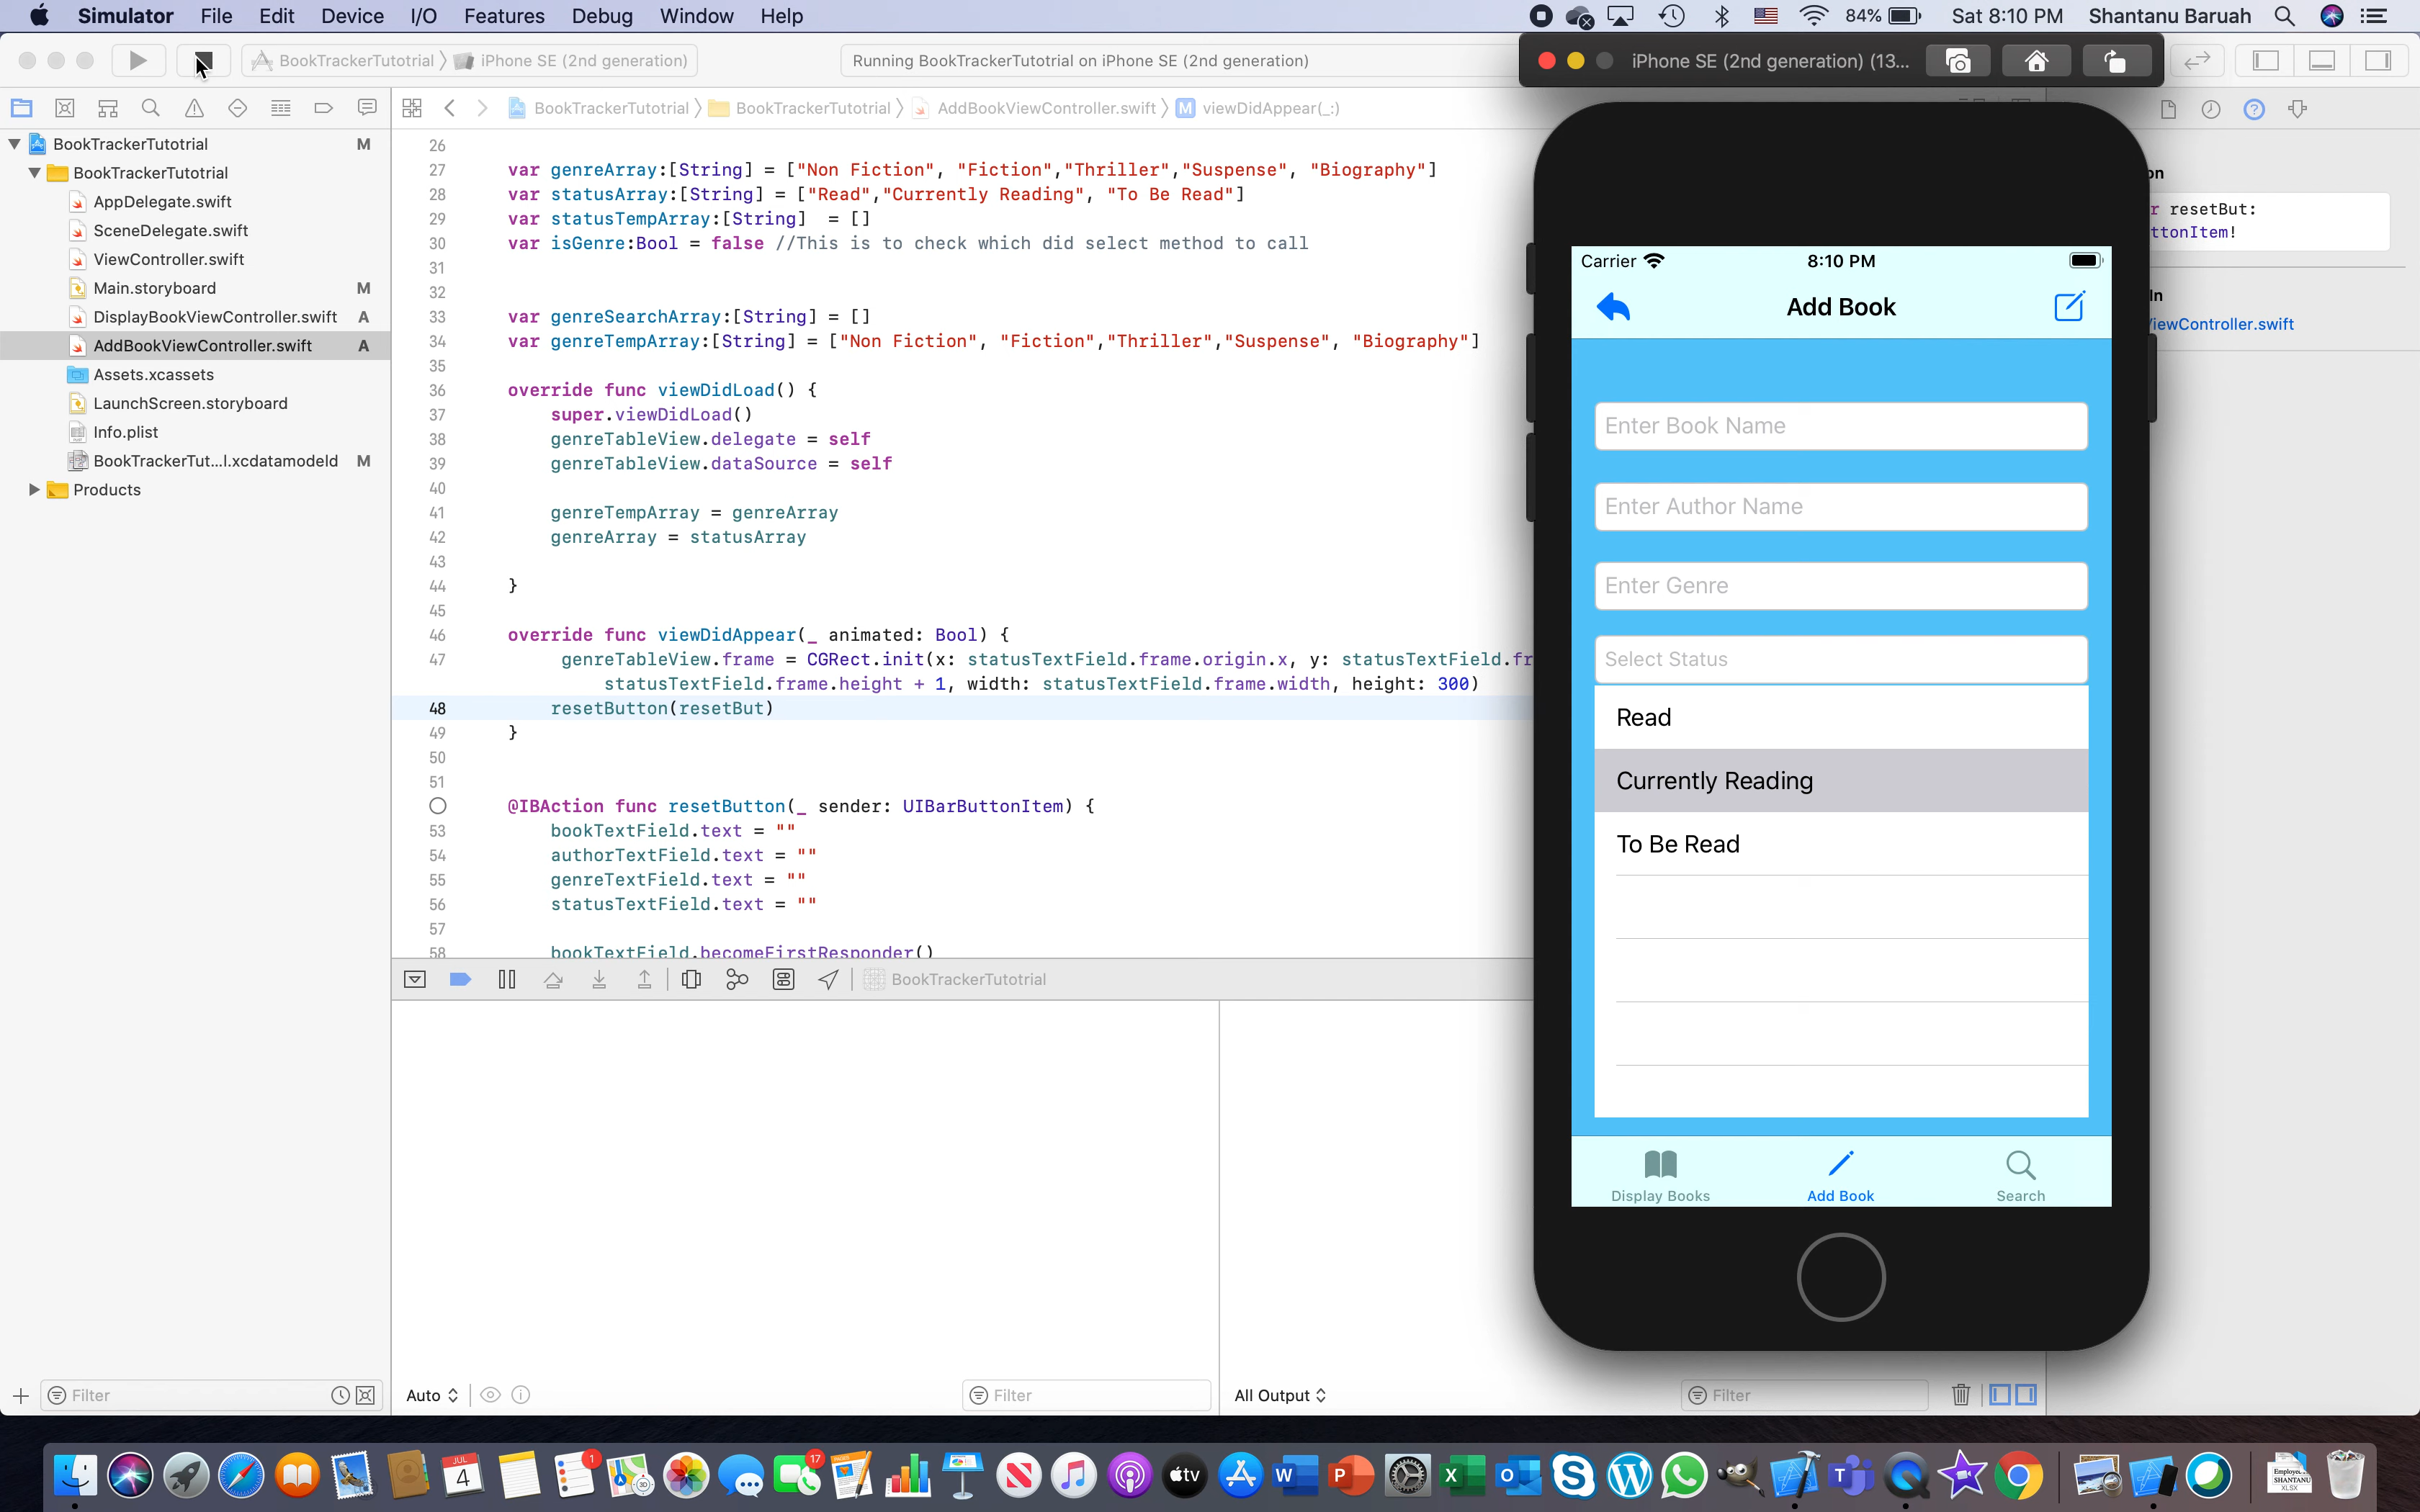 Simulator File Edit Device I/O Features Debug Window Help
84% Sat 8:10 PM Shantanu Baruah
BookTrackerTutotrial iPhone SE (2nd generation)
Running BookTrackerTutotrial on iPhone SE (2nd generation)
iPhone SE (2nd generation) (13...
BookTrackerTutotrial BookTrackerTutotrial AddBookViewController.swift M viewDidAppear(_:)
BookTrackerTutotrial M
BookTrackerTutotrial
AppDelegate.swift
SceneDelegate.swift
ViewController.swift
Main.storyboard M
DisplayBookViewController.swift A
AddBookViewController.swift A
Assets.xcassets
LaunchScreen.storyboard
Info.plist
BookTrackerTut...l.xcdatamodeld M
Products
Filter
26
27 var genreArray:[String] = ["Non Fiction", "Fiction","Thriller","Suspense", "Biography"]
28 var statusArray:[String] = ["Read","Currently Reading", "To Be Read"]
29 var statusTempArray:[String] = []
30 var isGenre:Bool = false //This is to check which did select method to call
31
32
33 var genreSearchArray:[String] = []
34 var genreTempArray:[String] = ["Non Fiction", "Fiction","Thriller","Suspense", "Biography"]
35
36 override func viewDidLoad() {
37 super.viewDidLoad()
38 genreTableView.delegate = self
39 genreTableView.dataSource = self
40
41 genreTempArray = genreArray
42 genreArray = statusArray
43
44 }
45
46 override func viewDidAppear(_ animated: Bool) {
47 genreTableView.frame = CGRect.init(x: statusTextField.frame.origin.x, y: statusTextField.fr
statusTextField.frame.height + 1, width: statusTextField.frame.width, height: 300)
48 resetButton(resetBut)
49 }
50
51
@IBAction func resetButton(_ sender: UIBarButtonItem) {
53 bookTextField.text = ""
54 authorTextField.text = ""
55 genreTextField.text = ""
56 statusTextField.text = ""
57
58 bookTextField.becomeFirstResponder()
BookTrackerTutotrial
Auto
Filter
All Output
Filter
on
r resetBut:
ttonItem!
In
ViewController.swift
Carrier 8:10 PM
Add Book
Enter Book Name
Enter Author Name
Enter Genre
Select Status
Read
Currently Reading
To Be Read
Display Books Add Book Search
JUL
4
1
3D
17
PAGES
tv
W P X O S T
Employee..
SHANTANU
XLSX